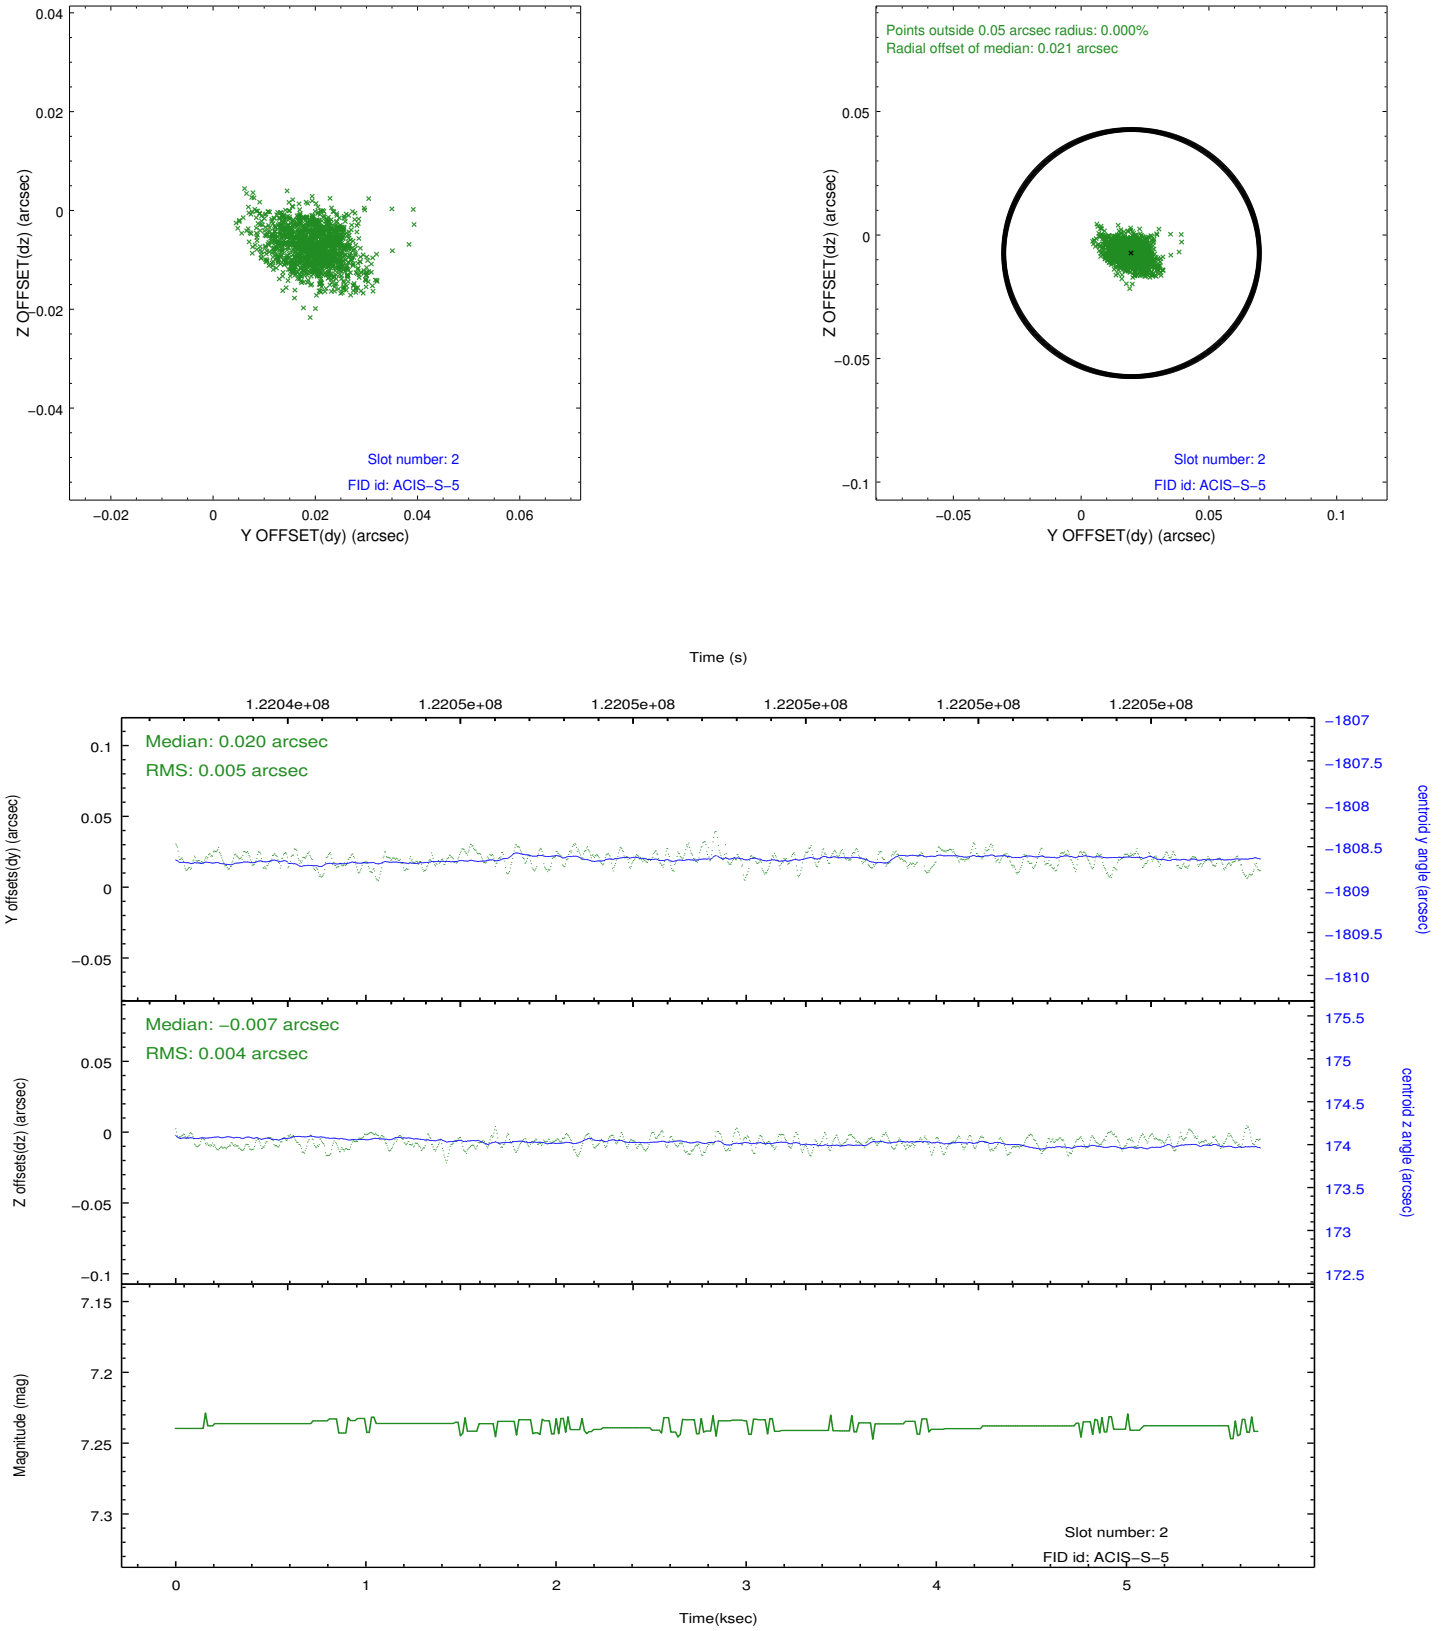 0.04
0.02
0
−0.02
−0.04
Z OFFSET(dz) (arcsec)
Slot number: 2
FID id: ACIS−S−5
−0.02
0
0.02
0.04
0.06
Y OFFSET(dy) (arcsec)
Points outside 0.05 arcsec radius: 0.000%
Radial offset of median: 0.021 arcsec
0.05
0
−0.05
−0.1
Z OFFSET(dz) (arcsec)
Slot number: 2
FID id: ACIS−S−5
−0.05
0
0.05
0.1
Y OFFSET(dy) (arcsec)
Time (s)
1.2204e+08
1.2205e+08
1.2205e+08
1.2205e+08
1.2205e+08
1.2205e+08
Median: 0.020 arcsec
RMS: 0.005 arcsec
0.1
0.05
0
−0.05
Y offsets(dy) (arcsec)
−1807
−1807.5
−1808
−1808.5
−1809
−1809.5
−1810
centroid y angle (arcsec)
Median: −0.007 arcsec
RMS: 0.004 arcsec
0.05
0
−0.05
−0.1
Z offsets(dz) (arcsec)
175.5
175
174.5
174
173.5
173
172.5
centroid z angle (arcsec)
7.15
7.2
7.25
7.3
Magnitude (mag)
Slot number: 2
FID id: ACIS−S−5
0
1
2
3
4
5
Time(ksec)